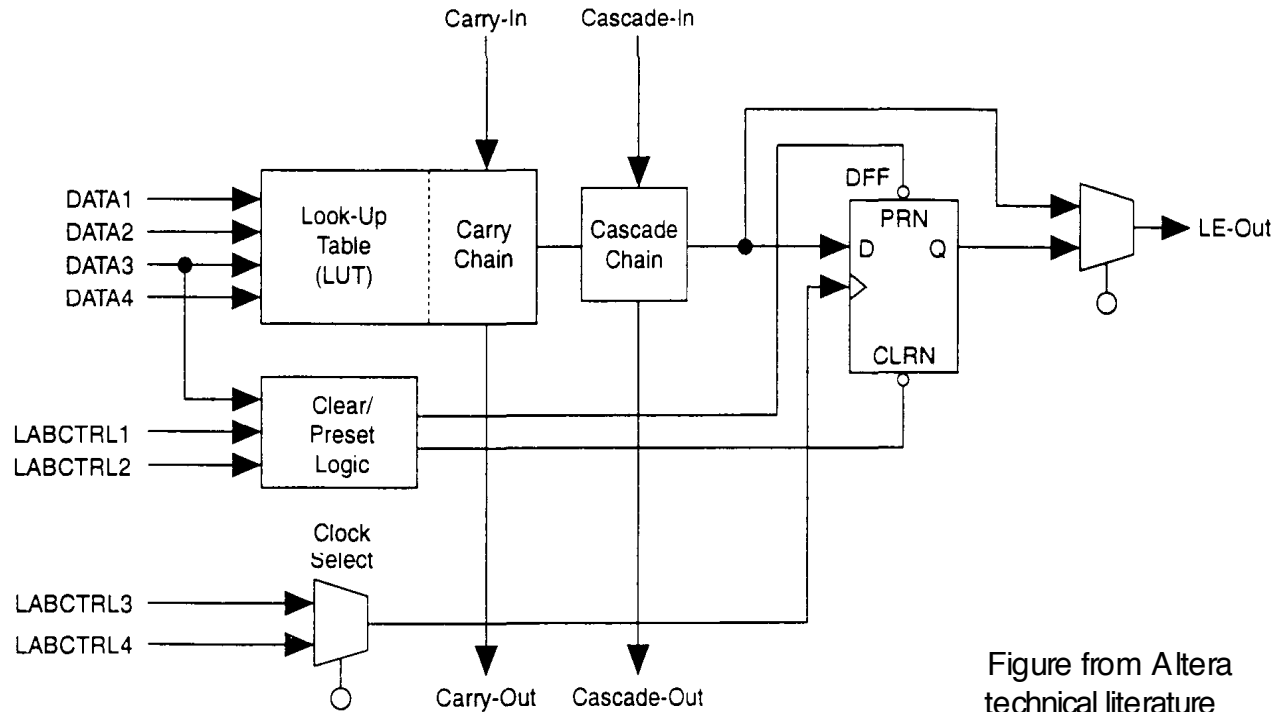 Carry-In
Cascade-In
DATA1
DATA2
DATA3
DATA4
Look-Up
Table
(LUT)
Carry
Chain
Cascade
Chain
DFF
PRN
D
Q
CLRN
LE-Out
LABCTRL1
LABCTRL2
Clear/
Preset
Logic
Clock
Select
LABCTRL3
LABCTRL4
Carry-Out
Cascade-Out
Figure from Altera
technical literature